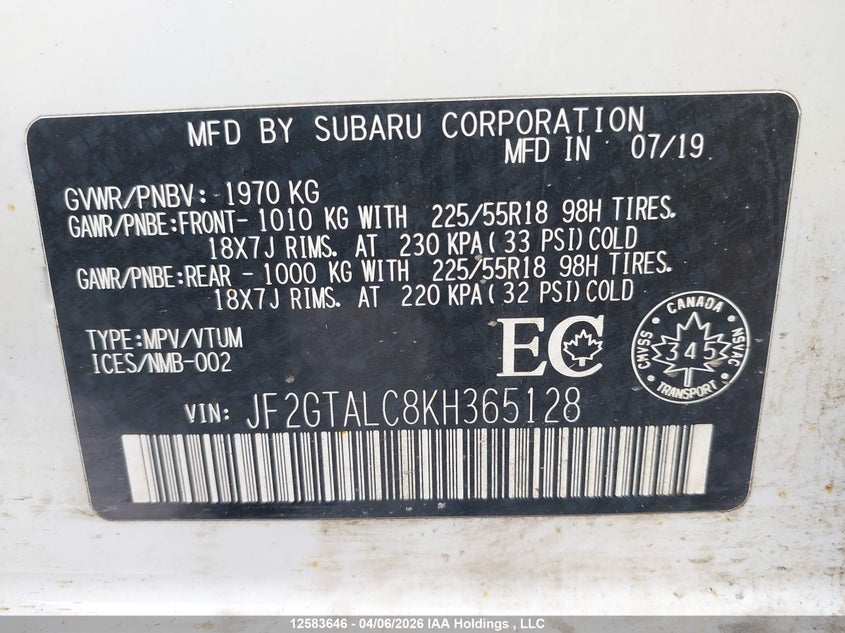 MFD BY SUBARU CORPORATION
MFD IN 07/19
GVWR/PNBV: 1970 KG
GAWR/PNBE:FRONT- 1010 KG WITH 225/55R18 98H TIRES.
18X7J RIMS. AT 230 KPA( 33 PSI)COLD
GAWR/PNBE:REAR - 1000 KG WITH 225/55R18 98H TIRES.
18X7J RIMS. AT 220 KPA( 32 PSI)COLD
TYPE:MPV/VTUM
ICES/NMB-002
EC
CANADA
CMVSS
345
NSVAC
TRANSPORT
VIN: JF2GTALC8KH365128
12583646 - 04/06/2026 IAA Holdings , LLC